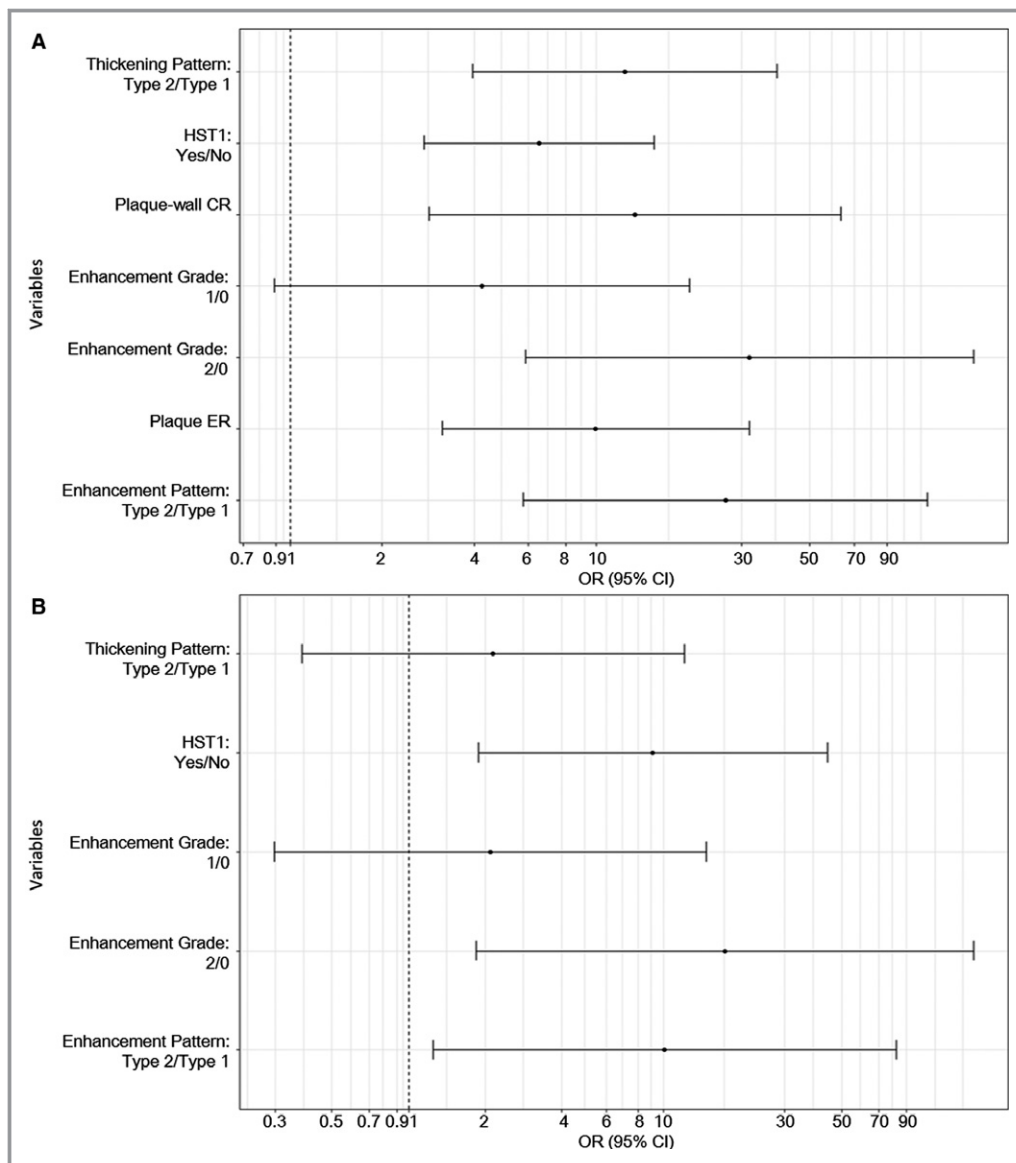 A
Thickening Pattern:
Type 2/Type 1
HST1:
Yes/No
Plaque-wall CR
Enhancement Grade:
1/0
Enhancement Grade:
2/0
Plaque ER
Enhancement Pattern:
Type 2/Type 1
Variables
0.7 0.91 2 4 6 8 10 30 50 70 90
OR (95% CI)
B
Thickening Pattern:
Type 2/Type 1
HST1:
Yes/No
Enhancement Grade:
1/0
Enhancement Grade:
2/0
Enhancement Pattern:
Type 2/Type 1
Variables
0.3 0.5 0.7 0.91 2 4 6 8 10 30 50 70 90
OR (95% CI)